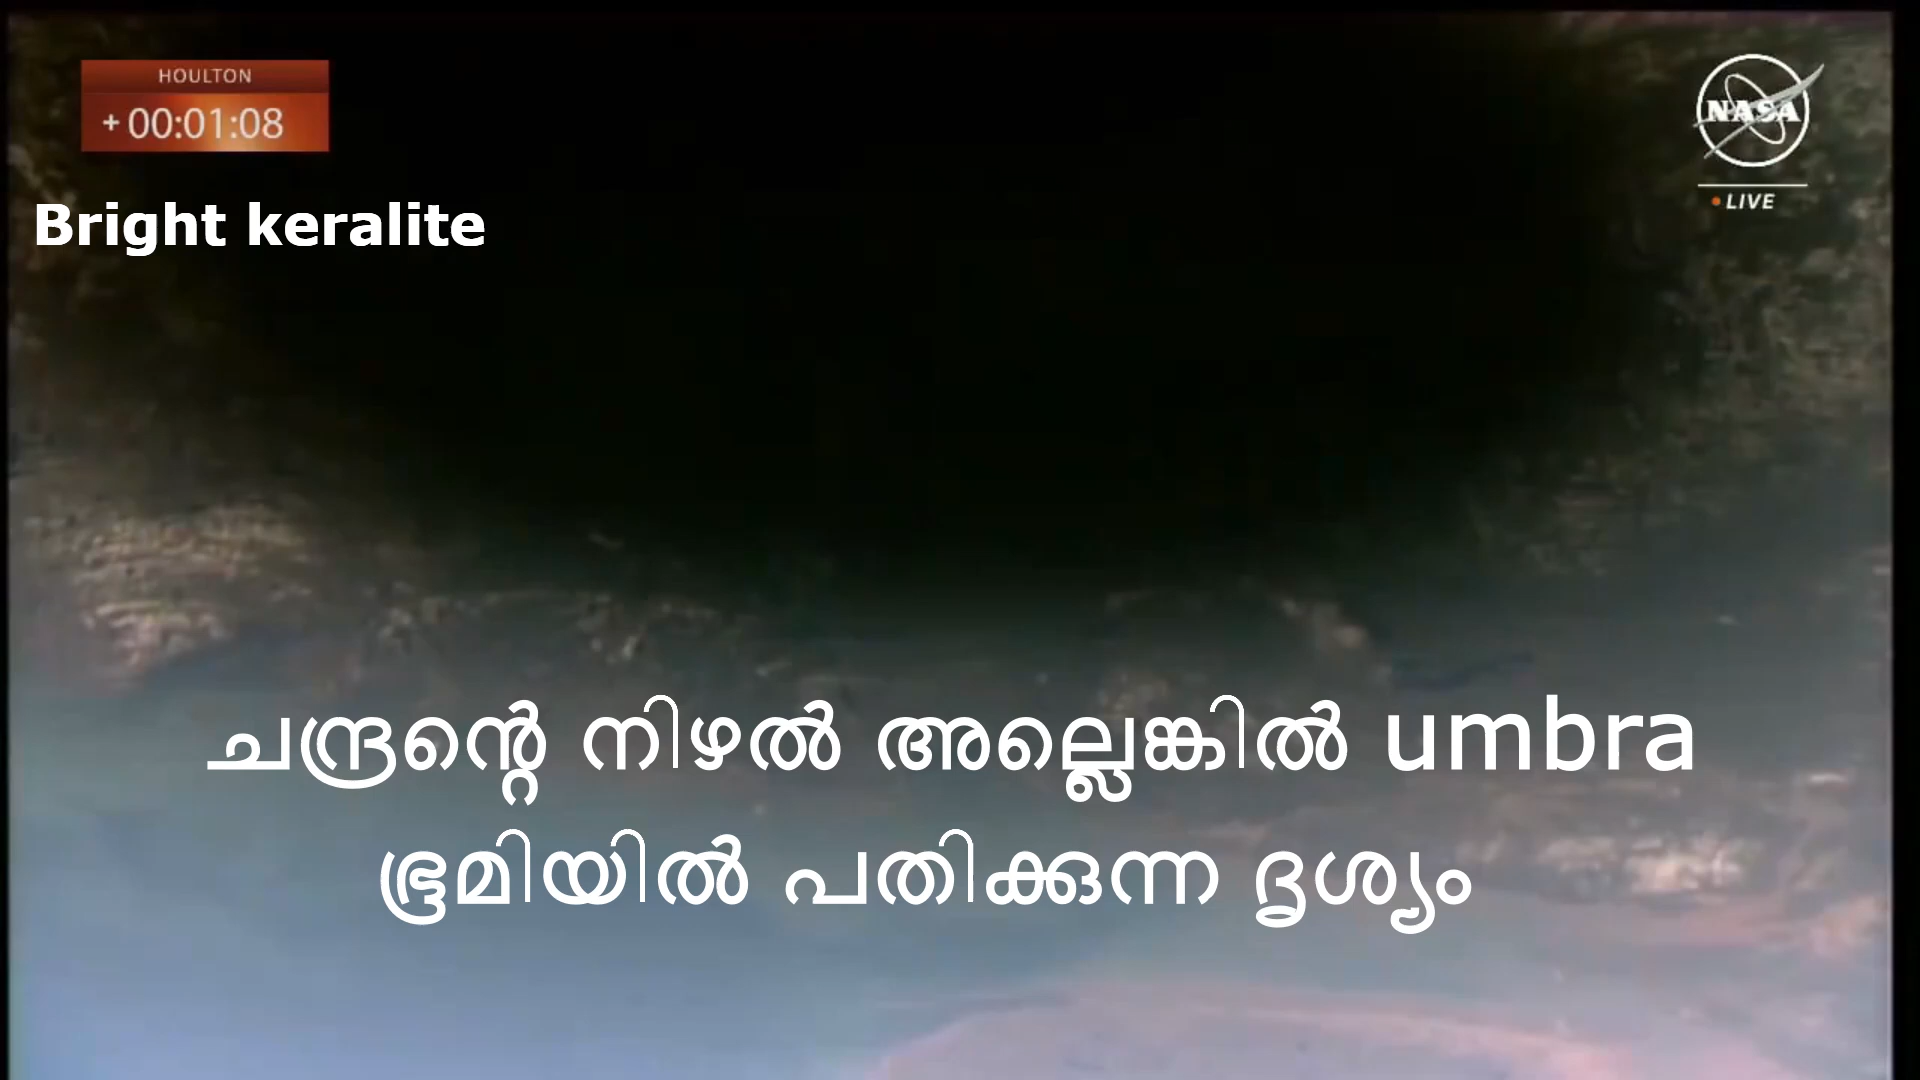 HOULTON
+00:01:08
NASA
LIVE
Bright keralite
ചന്ദ്രന്റെ നിഴൽ അല്ലെങ്കിൽ umbra
ഭൂമിയിൽ പതിക്കുന്ന ദൃശ്യം